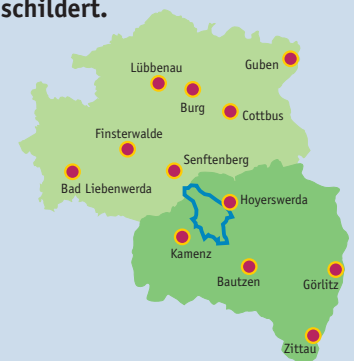 schildert.
Guben
Lübbenau
Burg
Cottbus
Finsterwalde
Senftenberg
Bad Liebenwerda
Hoyerswerda
Kamenz
Bautzen
Görlitz
Zittau